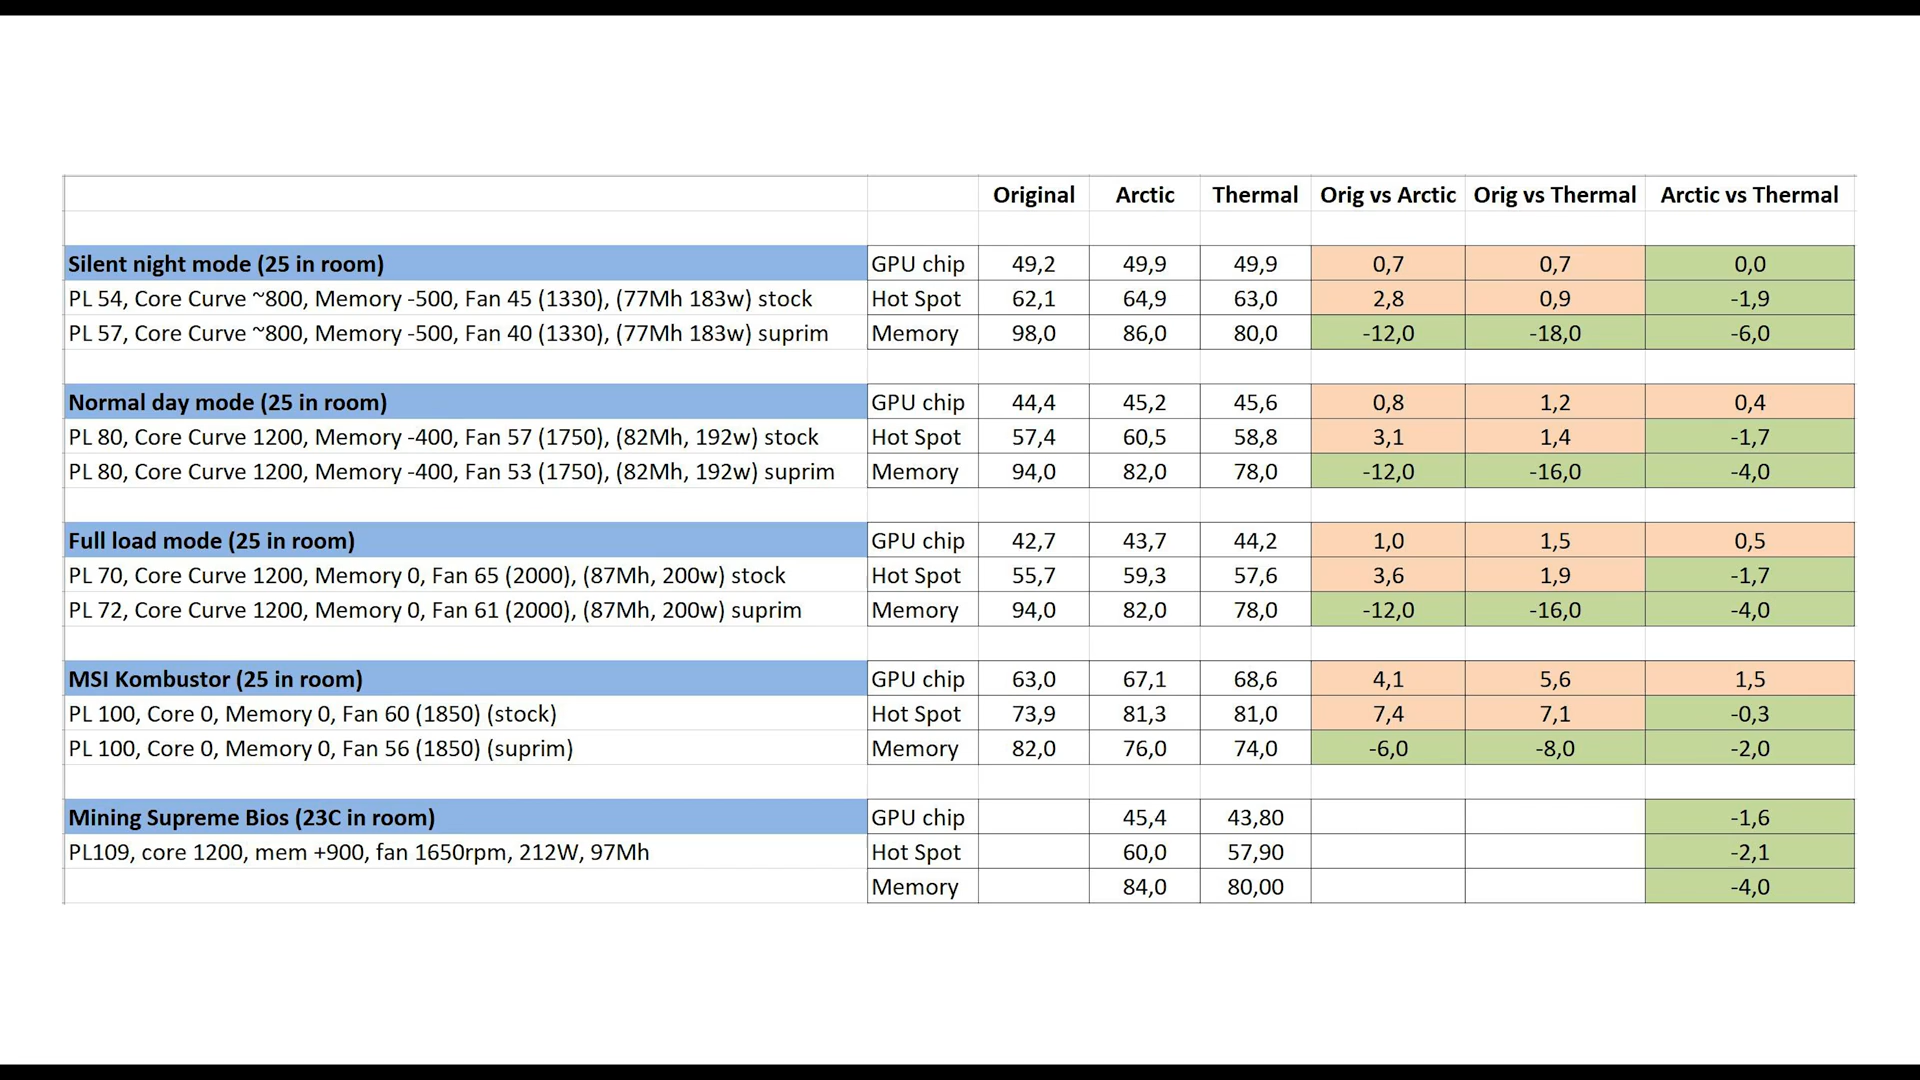 Original Arctic Thermal Orig vs Arctic Orig vs Thermal Arctic vs Thermal
Silent night mode (25 in room) GPU chip 49,2 49,9 49,9 0,7 0,7 0,0
PL 54, Core Curve ~800, Memory -500, Fan 45 (1330), (77Mh 183w) stock Hot Spot 62,1 64,9 63,0 2,8 0,9 -1,9
PL 57, Core Curve ~800, Memory -500, Fan 40 (1330), (77Mh 183w) suprim Memory 98,0 86,0 80,0 -12,0 -18,0 -6,0
Normal day mode (25 in room) GPU chip 44,4 45,2 45,6 0,8 1,2 0,4
PL 80, Core Curve 1200, Memory -400, Fan 57 (1750), (82Mh, 192w) stock Hot Spot 57,4 60,5 58,8 3,1 1,4 -1,7
PL 80, Core Curve 1200, Memory -400, Fan 53 (1750), (82Mh, 192w) suprim Memory 94,0 82,0 78,0 -12,0 -16,0 -4,0
Full load mode (25 in room) GPU chip 42,7 43,7 44,2 1,0 1,5 0,5
PL 70, Core Curve 1200, Memory 0, Fan 65 (2000), (87Mh, 200w) stock Hot Spot 55,7 59,3 57,6 3,6 1,9 -1,7
PL 72, Core Curve 1200, Memory 0, Fan 61 (2000), (87Mh, 200w) suprim Memory 94,0 82,0 78,0 -12,0 -16,0 -4,0
MSI Kombustor (25 in room) GPU chip 63,0 67,1 68,6 4,1 5,6 1,5
PL 100, Core 0, Memory 0, Fan 60 (1850) (stock) Hot Spot 73,9 81,3 81,0 7,4 7,1 -0,3
PL 100, Core 0, Memory 0, Fan 56 (1850) (suprim) Memory 82,0 76,0 74,0 -6,0 -8,0 -2,0
Mining Supreme Bios (23C in room) GPU chip 45,4 43,80 -1,6
PL109, core 1200, mem +900, fan 1650rpm, 212W, 97Mh Hot Spot 60,0 57,90 -2,1
Memory 84,0 80,00 -4,0